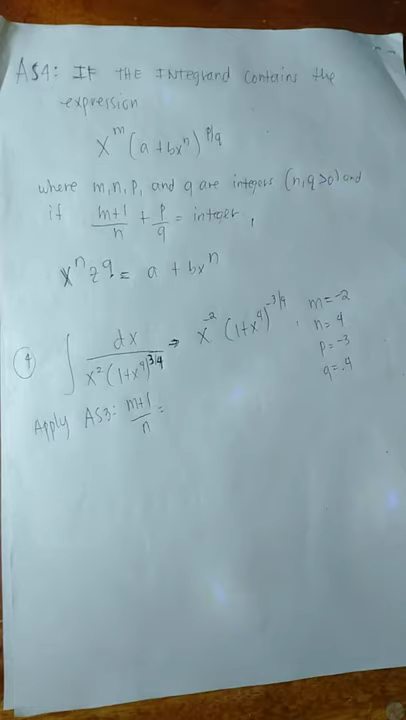 AS4: IF THE INtegrand Contains the
expression
x^m (a + bx^n)^p/q
where m, n, p, and q are integers (n, q >0) and
if (m+1)/n + p/q = integer,
x^n z^q = a + bx^n
④ ∫ dx / x^2 (1+x^4)^3/4 ⇒ x^-2 (1+x^4)^-3/4, m = -2
n = 4
p = -3
q = 4
Apply AS3: (m+1)/n =